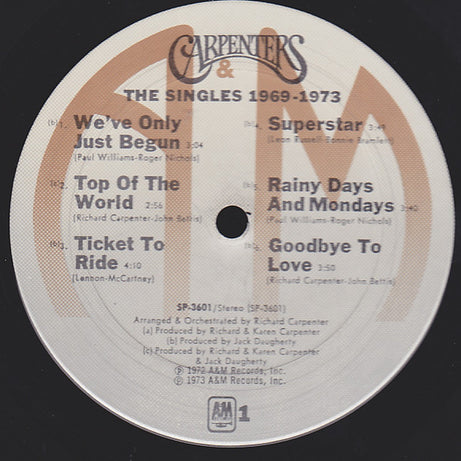 CARPENTERS
&
THE SINGLES 1969-1973
(b) 1. We've Only
Just Begun 3:04
(Paul Williams-Roger Nichols)
(b) 2. Top Of The
World 2:56
(Richard Carpenter-John Bettis)
(b) 3. Ticket To
Ride 4:10
(Lennon-McCartney)
(b) 4. Superstar 3:49
(Leon Russell-Bonnie Bramlett)
5. Rainy Days
And Mondays 3:40
(Paul Williams-Roger Nichols)
6. Goodbye To
Love 3:50
(Richard Carpenter-John Bettis)
SP-3601/Stereo (SP-3601)
Arranged & Orchestrated by Richard Carpenter
(a) Produced by Richard & Karen Carpenter
(b) Produced by Jack Daugherty
(c) Produced by Richard & Karen Carpenter
& Jack Daugherty
℗ 1972 A&M Records, Inc.
℗ 1973 A&M Records, Inc.
A&M
RECORDS
1